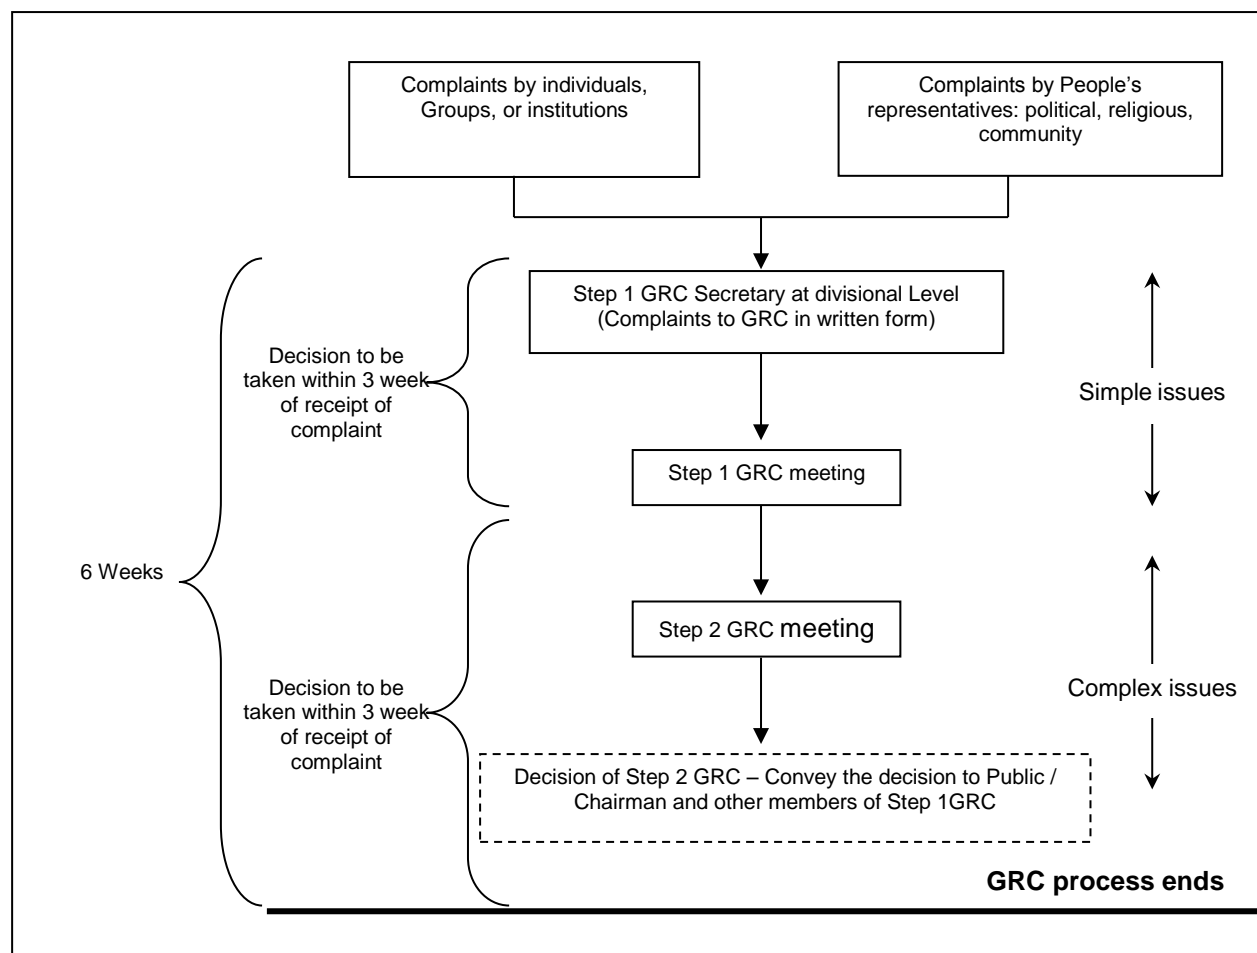 Complaints by individuals,
Groups, or institutions
Complaints by People’s
representatives: political, religious,
community
Step 1 GRC Secretary at divisional Level
(Complaints to GRC in written form)
Decision to be
taken within 3 week
of receipt of
complaint
Simple issues
Step 1 GRC meeting
6 Weeks
Step 2 GRC meeting
Decision to be
taken within 3 week
of receipt of
complaint
Complex issues
Decision of Step 2 GRC – Convey the decision to Public /
Chairman and other members of Step 1GRC
GRC process ends